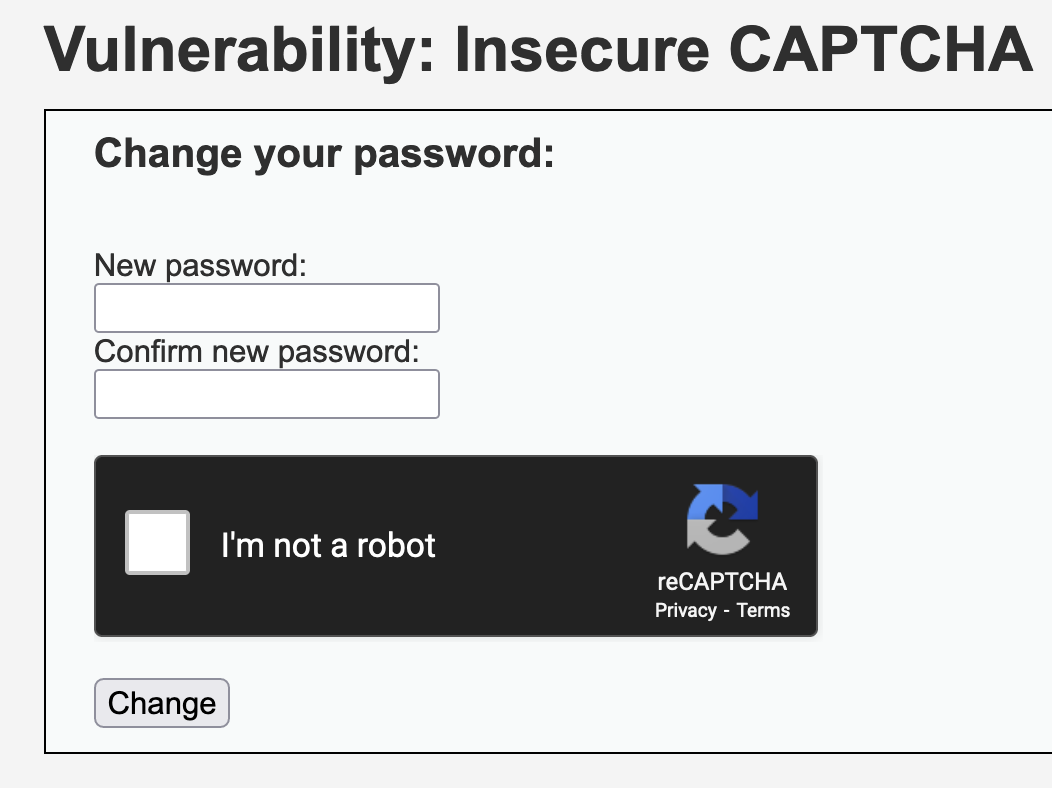 Vulnerability: Insecure CAPTCHA
Change your password:
New password:
Confirm new password:
I'm not a robot
reCAPTCHA
Privacy - Terms
Change